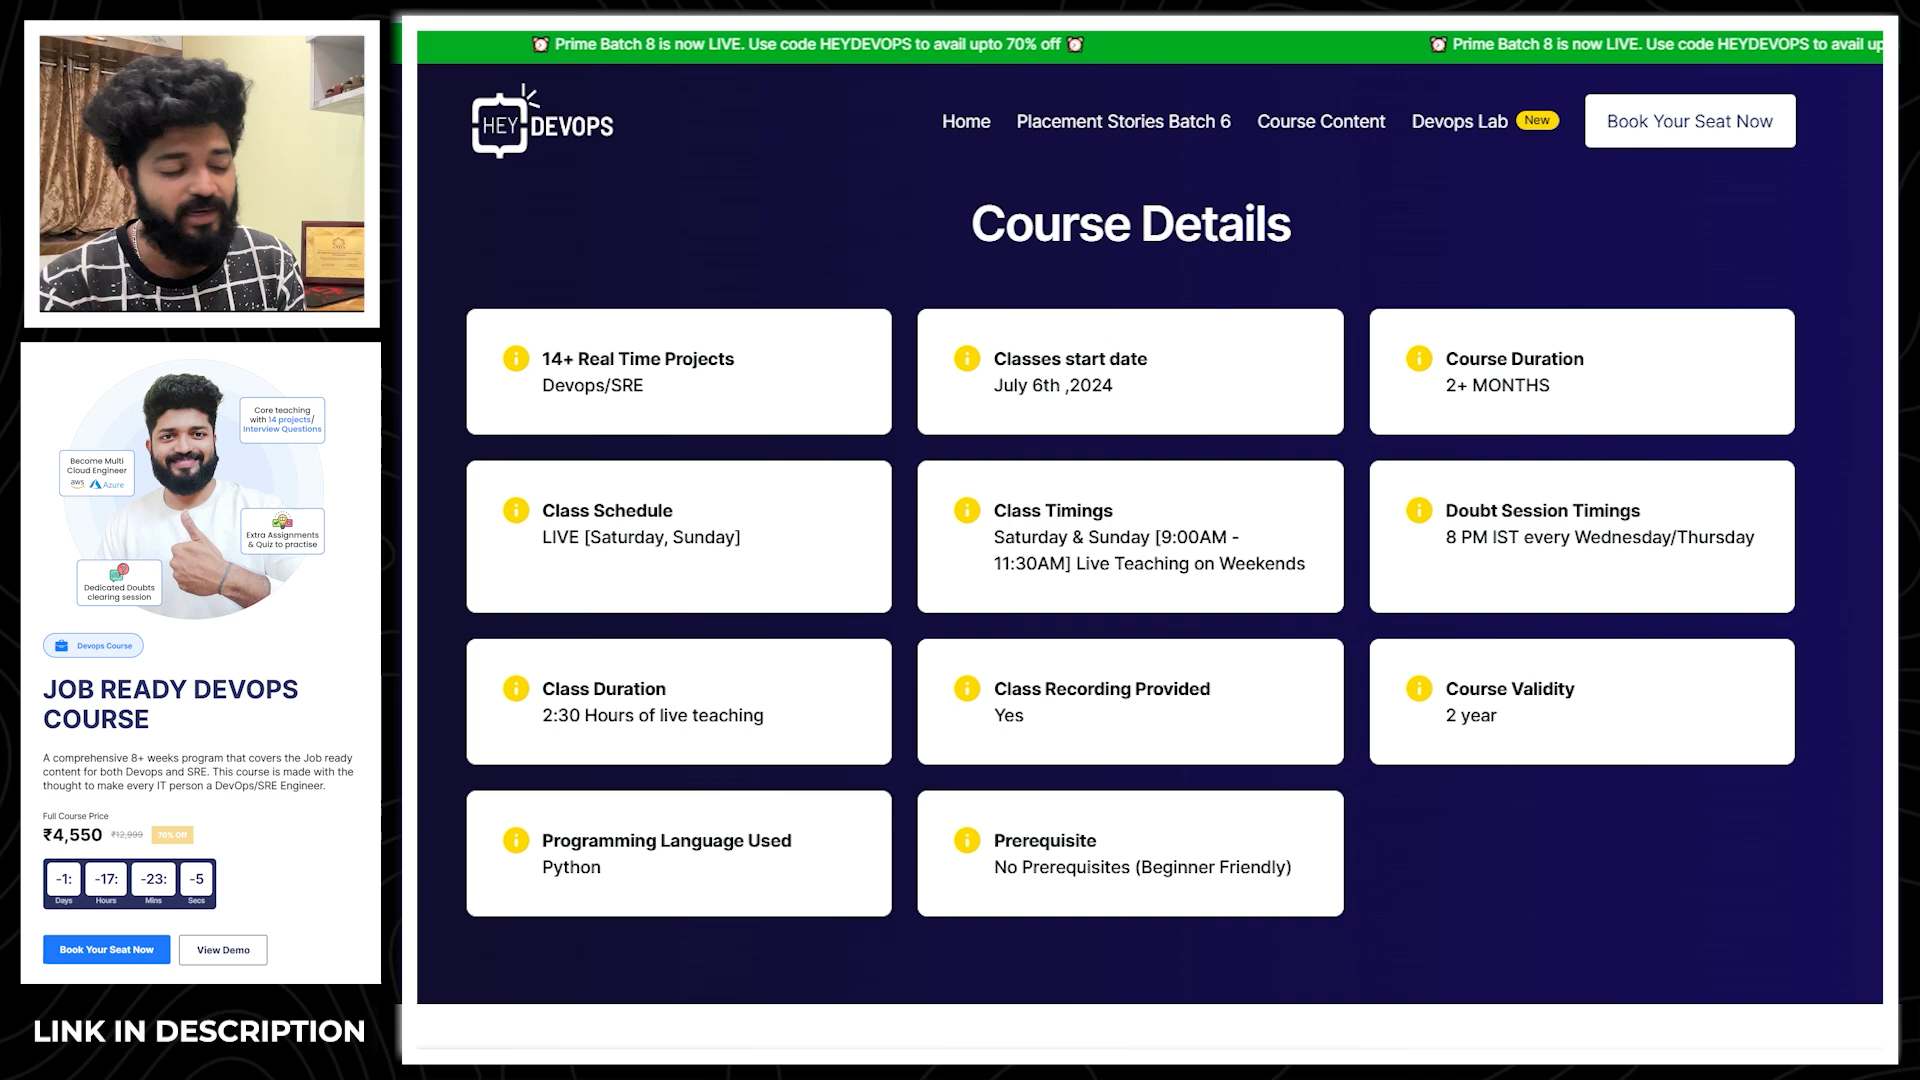 Core teaching
with 14 projects/
Interview Questions
Become Multi
Cloud Engineer
aws Azure
Extra Assignments
& Quiz to practise
Dedicated Doubts
clearing session
Devops Course
JOB READY DEVOPS
COURSE
A comprehensive 8+ weeks program that covers the Job ready
content for both Devops and SRE. This course is made with the
thought to make every IT person a DevOps/SRE Engineer.
Full Course Price
₹4,550 ₹12,999 70% Off
-1: -17: -23: -5
Days Hours Mins Secs
Book Your Seat Now View Demo
LINK IN DESCRIPTION
Prime Batch 8 is now LIVE. Use code HEYDEVOPS to avail upto 70% off Prime Batch 8 is now LIVE. Use code HEYDEVOPS to avail up
HEY DEVOPS
Home Placement Stories Batch 6 Course Content Devops Lab New Book Your Seat Now
Course Details
14+ Real Time Projects
Devops/SRE
Classes start date
July 6th ,2024
Course Duration
2+ MONTHS
Class Schedule
LIVE [Saturday, Sunday]
Class Timings
Saturday & Sunday [9:00AM -
11:30AM] Live Teaching on Weekends
Doubt Session Timings
8 PM IST every Wednesday/Thursday
Class Duration
2:30 Hours of live teaching
Class Recording Provided
Yes
Course Validity
2 year
Programming Language Used
Python
Prerequisite
No Prerequisites (Beginner Friendly)